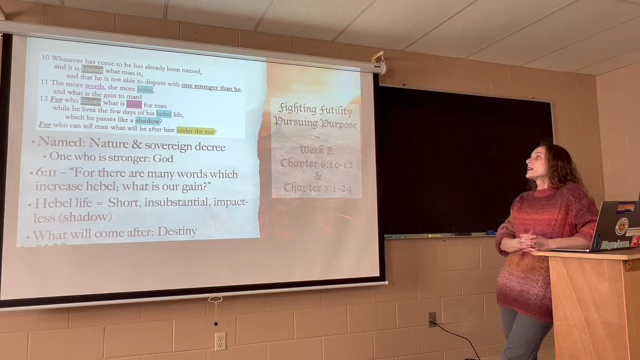 10 Whatever has come to be has already been named,
and it is known what man is,
and that he is not able to dispute with one stronger than he.
11 The more words, the more hebel,
and what is the gain to man?
12 For who knows what is good for man
while he lives the few days of his hebel life,
which he passes like a shadow?
For who can tell man what will be after him under the sun?
• Named: Nature & sovereign decree
• One who is stronger: God
• 6:11 – "For there are many words which
increase hebel; what is our gain?"
• Hebel life = Short, insubstantial, impact-
less (shadow)
• What will come after: Destiny
Fighting Futility
Pursuing Purpose
~
Week 8:
Chapter 6:10-12
&
Chapter 7:1-24